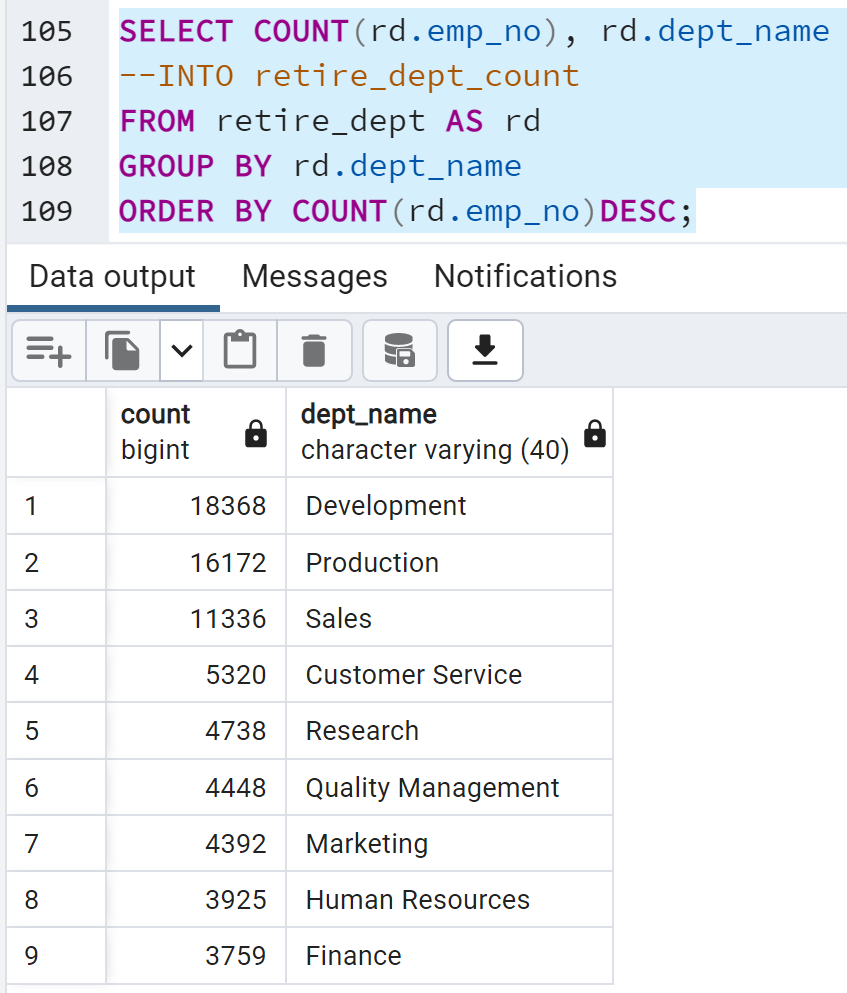 105 SELECT COUNT(rd.emp_no), rd.dept_name
106 --INTO retire_dept_count
107 FROM retire_dept AS rd
108 GROUP BY rd.dept_name
109 ORDER BY COUNT(rd.emp_no)DESC;
Data output Messages Notifications
count dept_name
bigint character varying (40)
1 18368 Development
2 16172 Production
3 11336 Sales
4 5320 Customer Service
5 4738 Research
6 4448 Quality Management
7 4392 Marketing
8 3925 Human Resources
9 3759 Finance